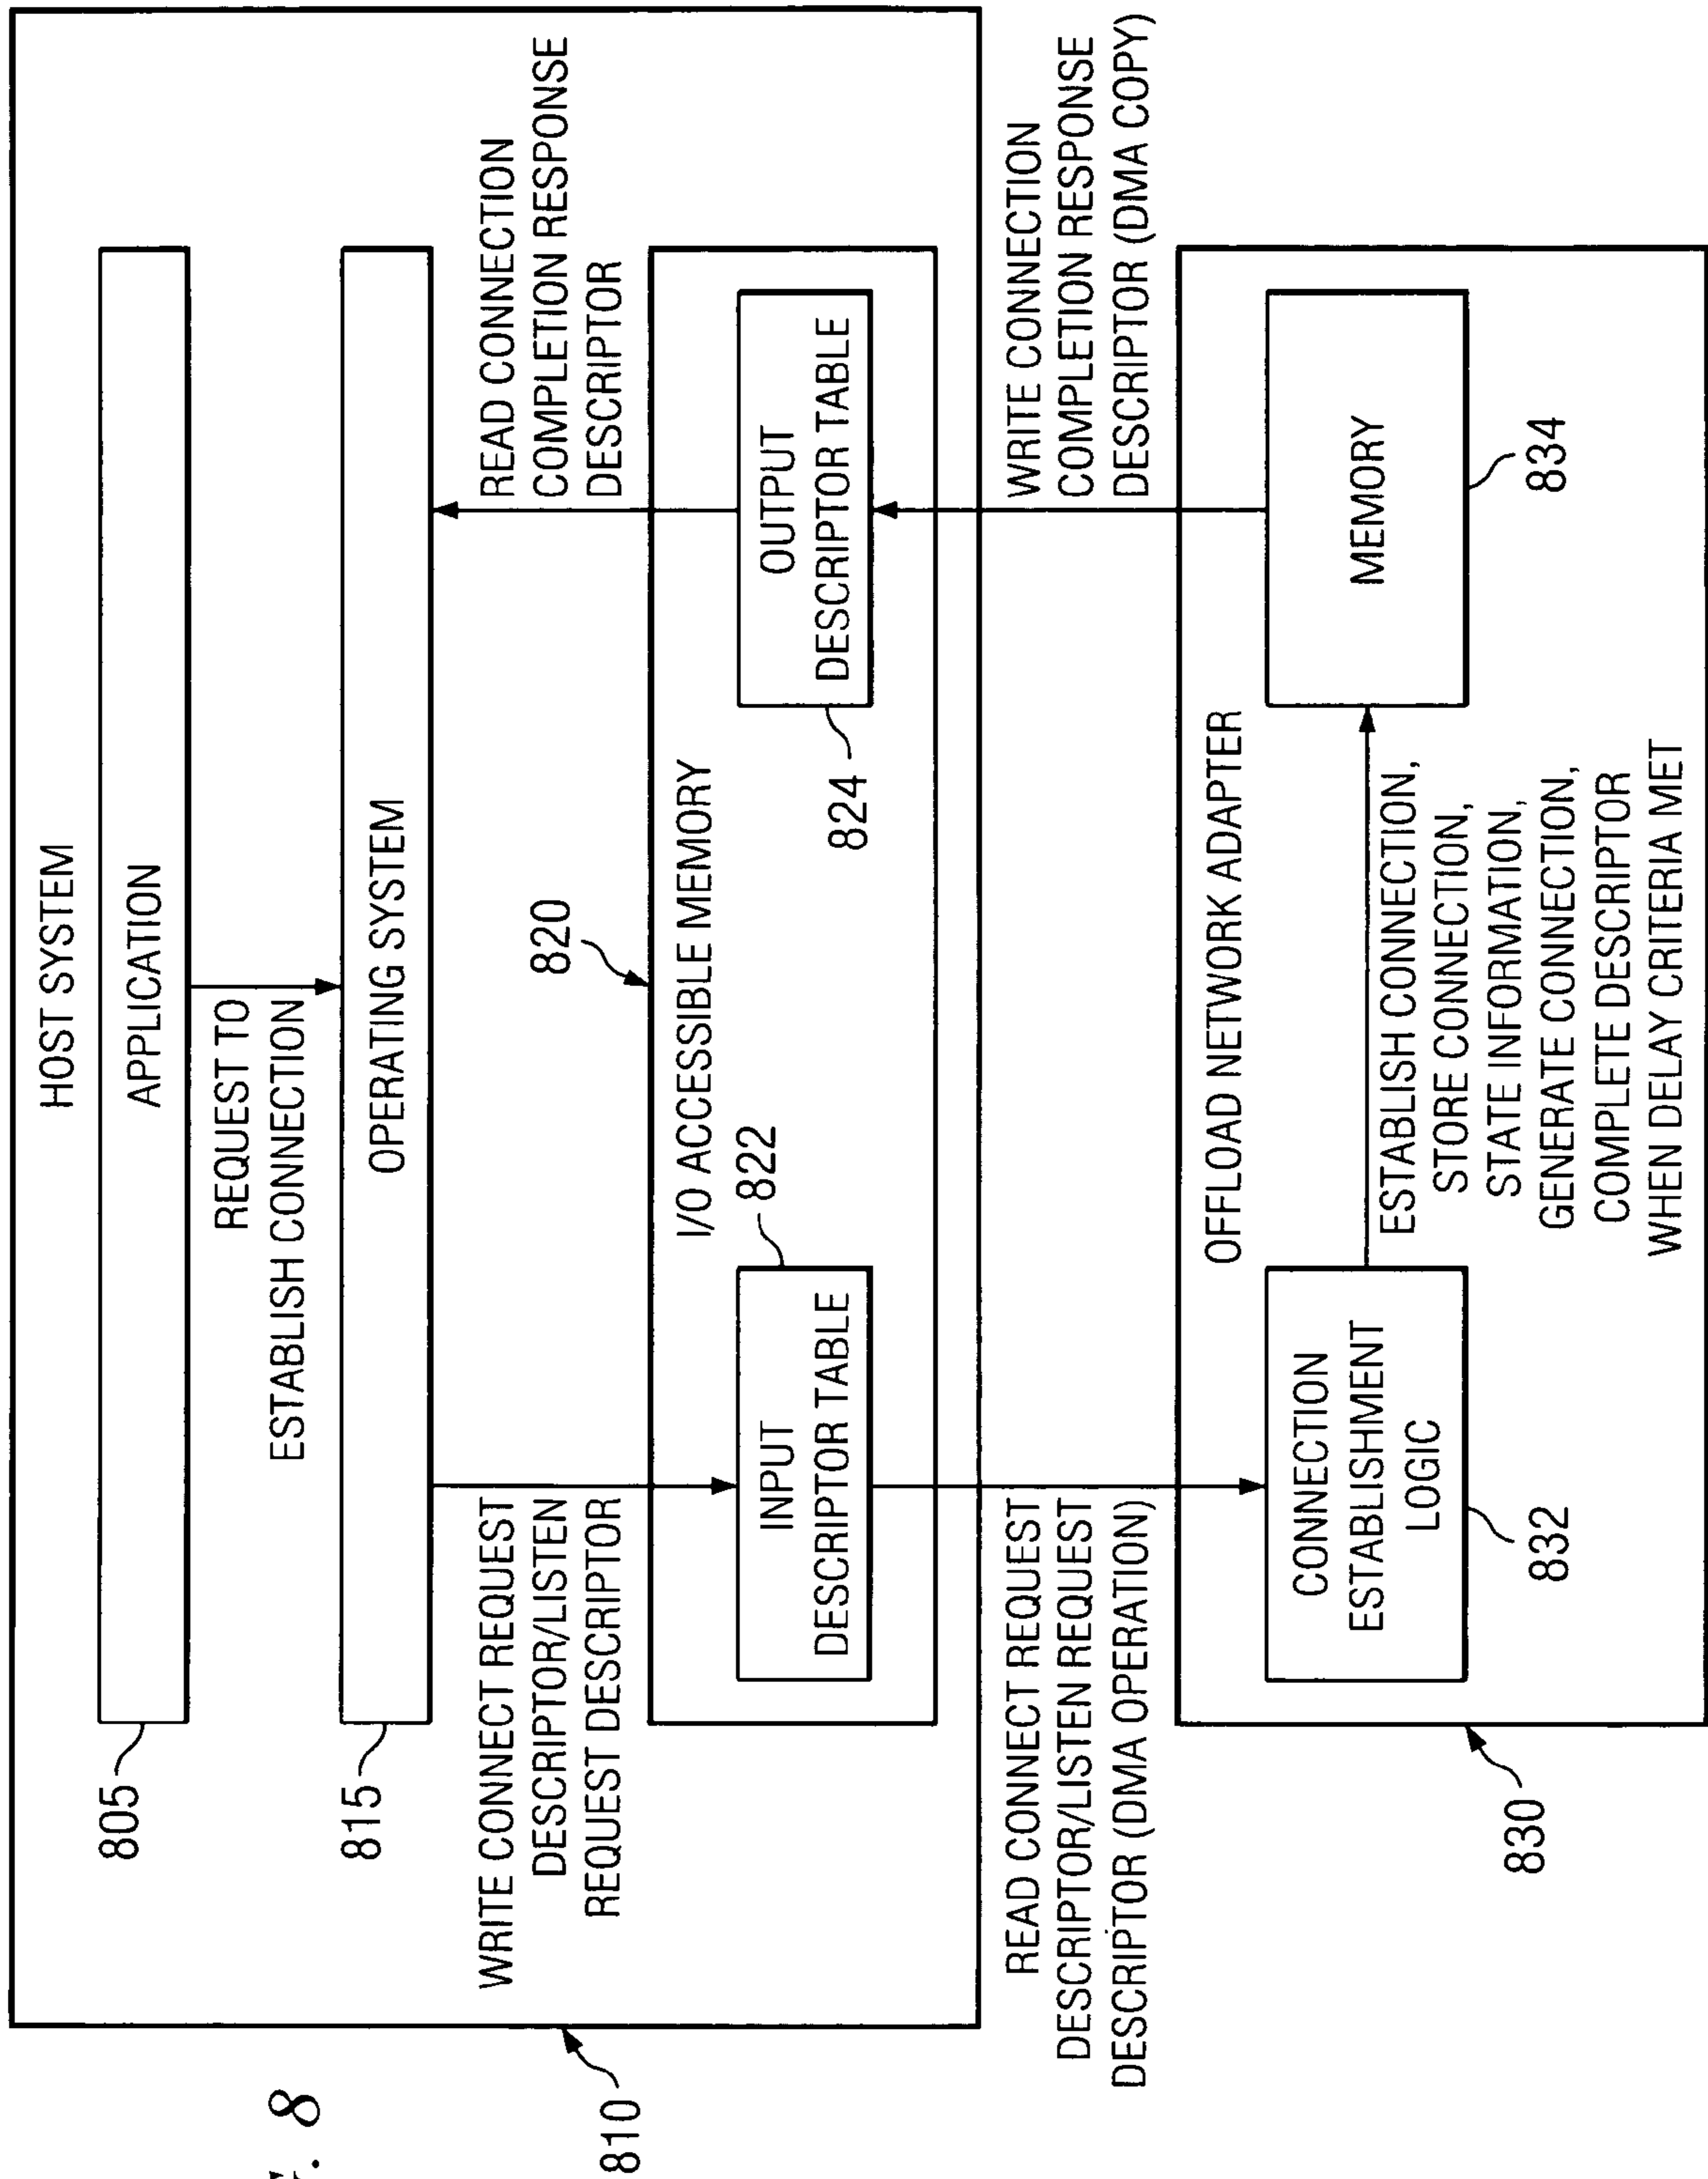 HOST SYSTEM
805
APPLICATION
REQUEST TO
ESTABLISH CONNECTION
815
OPERATING SYSTEM
WRITE CONNECT REQUEST
DESCRIPTOR/LISTEN
REQUEST DESCRIPTOR
READ CONNECTION
COMPLETION RESPONSE
DESCRIPTOR
820
810
I/O ACCESSIBLE MEMORY
822
INPUT
DESCRIPTOR TABLE
824
OUTPUT
DESCRIPTOR TABLE
READ CONNECT REQUEST
DESCRIPTOR/LISTEN REQUEST
DESCRIPTOR (DMA OPERATION)
WRITE CONNECTION
COMPLETION RESPONSE
DESCRIPTOR (DMA COPY)
OFFLOAD NETWORK ADAPTER
CONNECTION
ESTABLISHMENT
LOGIC
832
MEMORY
834
ESTABLISH CONNECTION,
STORE CONNECTION,
STATE INFORMATION,
GENERATE CONNECTION,
COMPLETE DESCRIPTOR
WHEN DELAY CRITERIA MET
830
8